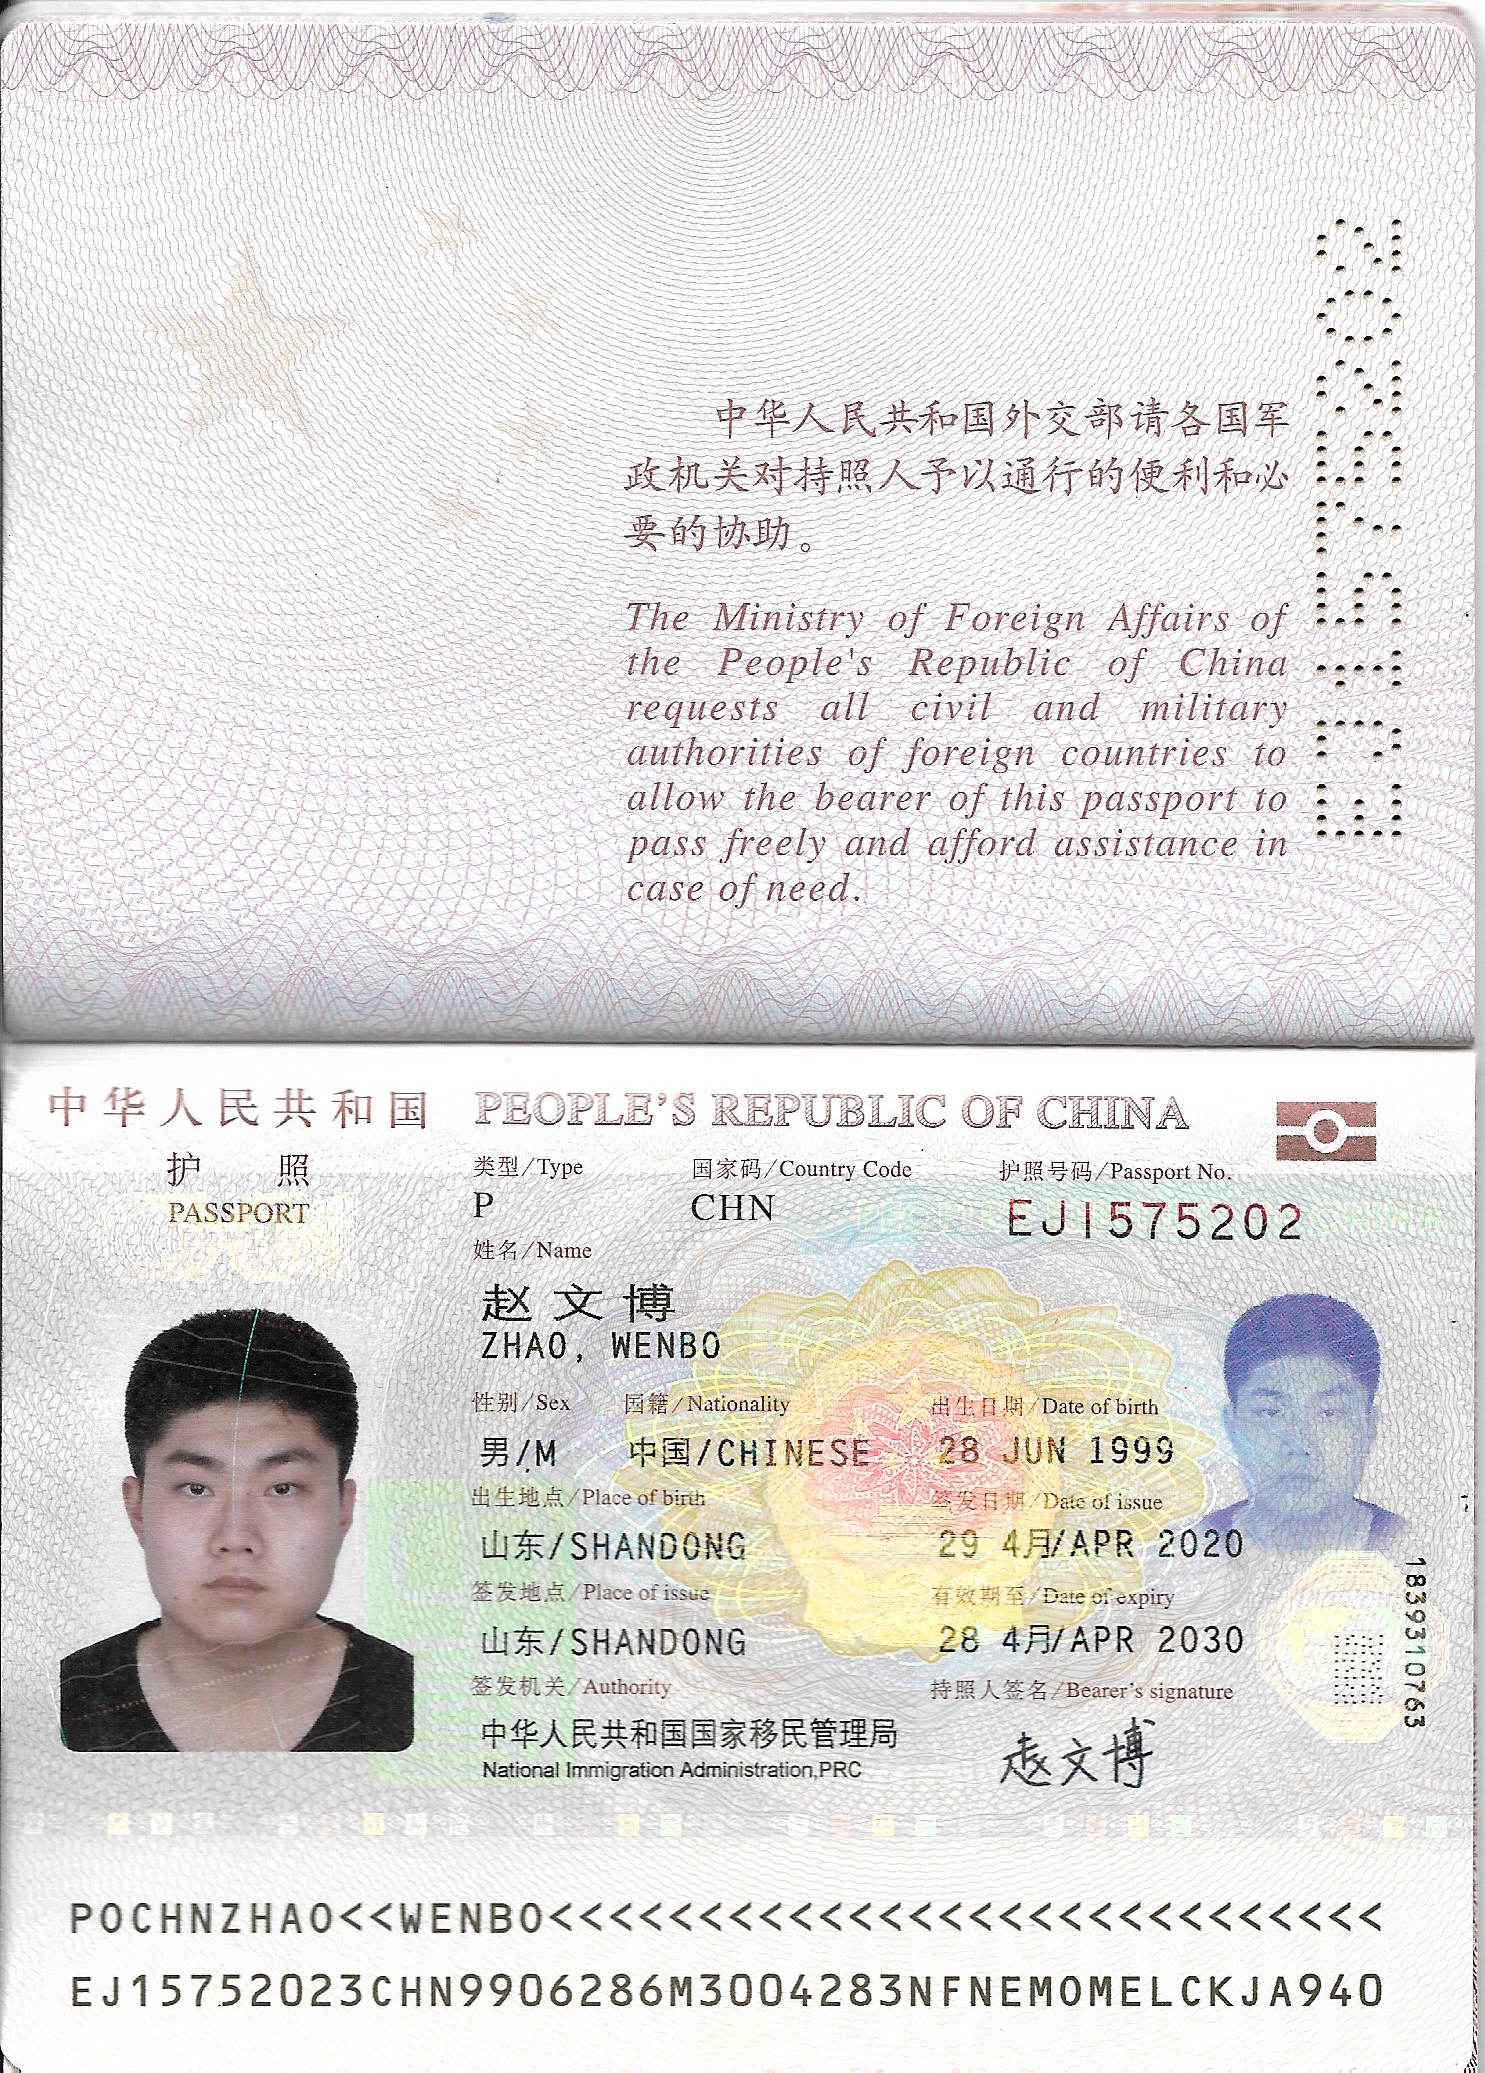 中华人民共和国外交部请各国军
政机关对持照人予以通行的便利和必
要的协助。
The Ministry of Foreign Affairs of
the People's Republic of China
requests all civil and military
authorities of foreign countries to
allow the bearer of this passport to
pass freely and afford assistance in
case of need.
EJ1575202
中华人民共和国 PEOPLE'S REPUBLIC OF CHINA
护 照
PASSPORT
类型/Type 国家码/Country Code 护照号码/Passport No.
P CHN EJ1575202
姓名/Name
赵文博
ZHAO, WENBO
性别/Sex 国籍/Nationality 出生日期/Date of birth
男/M 中国/CHINESE 28 JUN 1999
出生地点/Place of birth 签发日期/Date of issue
山东/SHANDONG 29 4月/APR 2020
签发地点/Place of issue 有效期至/Date of expiry
山东/SHANDONG 28 4月/APR 2030
签发机关/Authority 持照人签名/Bearer's signature
中华人民共和国国家移民管理局
National Immigration Administration,PRC
赵文博
1839310763
POCHNZHAO<<WENBO<<<<<<<<<<<<<<<<<<<<<<<<<<<<
EJ15752023CHN9906286M3004283NFNEMOMELCKJA940